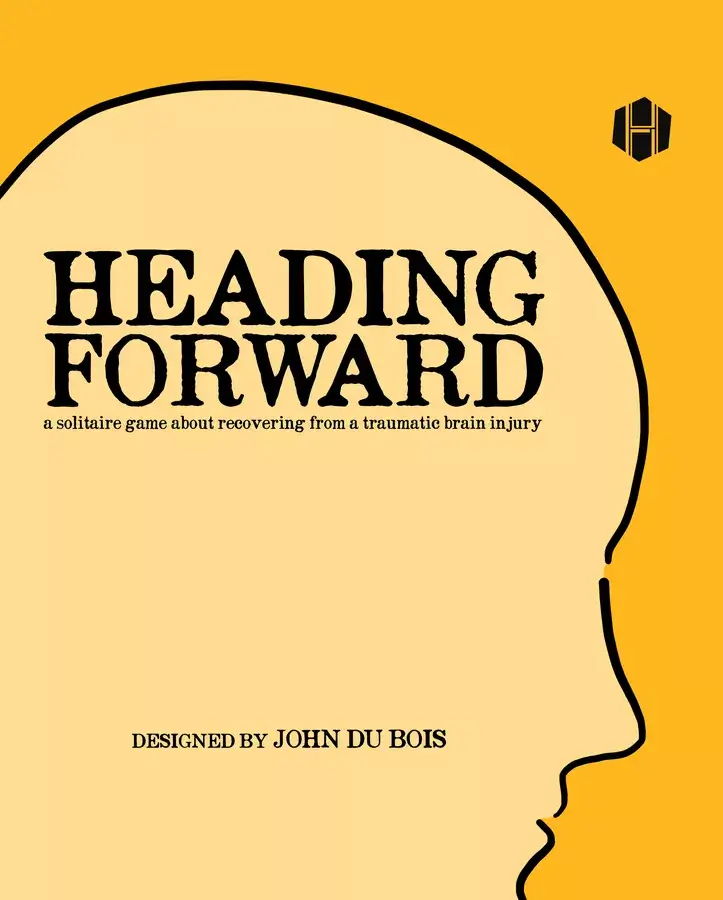 HEADING
FORWARD
a solitaire game about recovering from a traumatic brain injury
DESIGNED BY JOHN DU BOIS